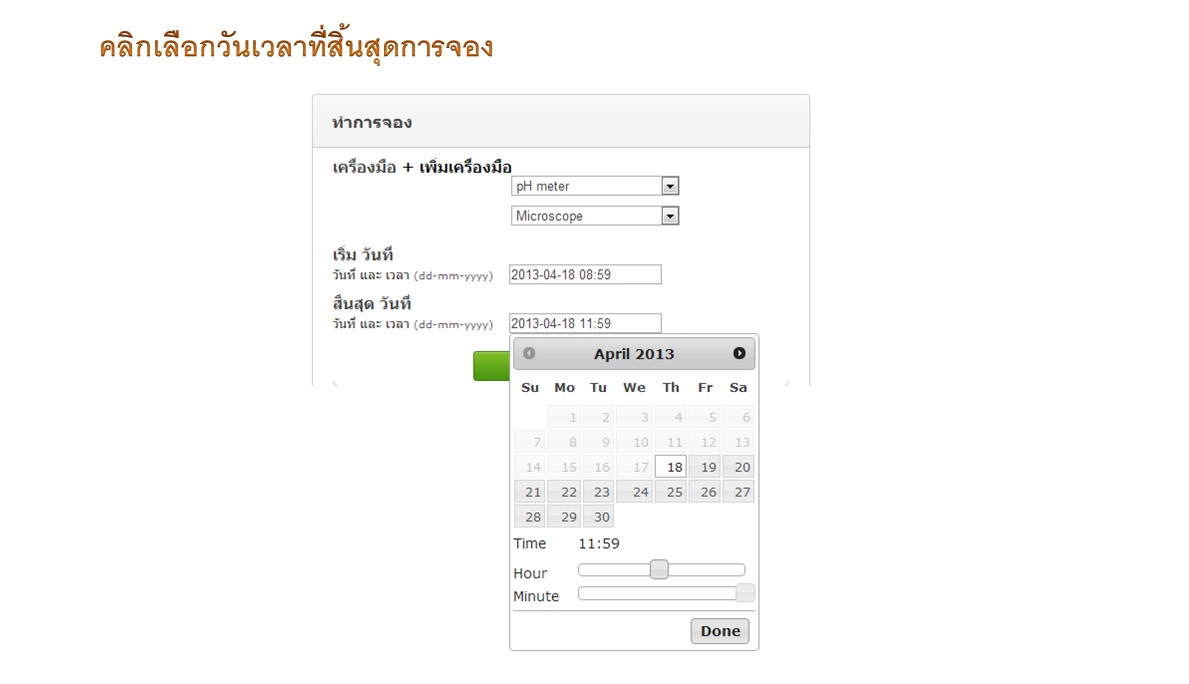 คลิกเลือกวันเวลาที่สิ้นสุดการจอง
ทำการจอง
เครื่องมือ + เพิ่มเครื่องมือ
pH meter
Microscope
เริ่ม วันที่
วันที่ และ เวลา (dd-mm-yyyy) 2013-04-18 08:59
สิ้นสุด วันที่
วันที่ และ เวลา (dd-mm-yyyy) 2013-04-18 11:59
April 2013
Su Mo Tu We Th Fr Sa
1 2 3 4 5 6
7 8 9 10 11 12 13
14 15 16 17 18 19 20
21 22 23 24 25 26 27
28 29 30
Time 11:59
Hour
Minute
Done